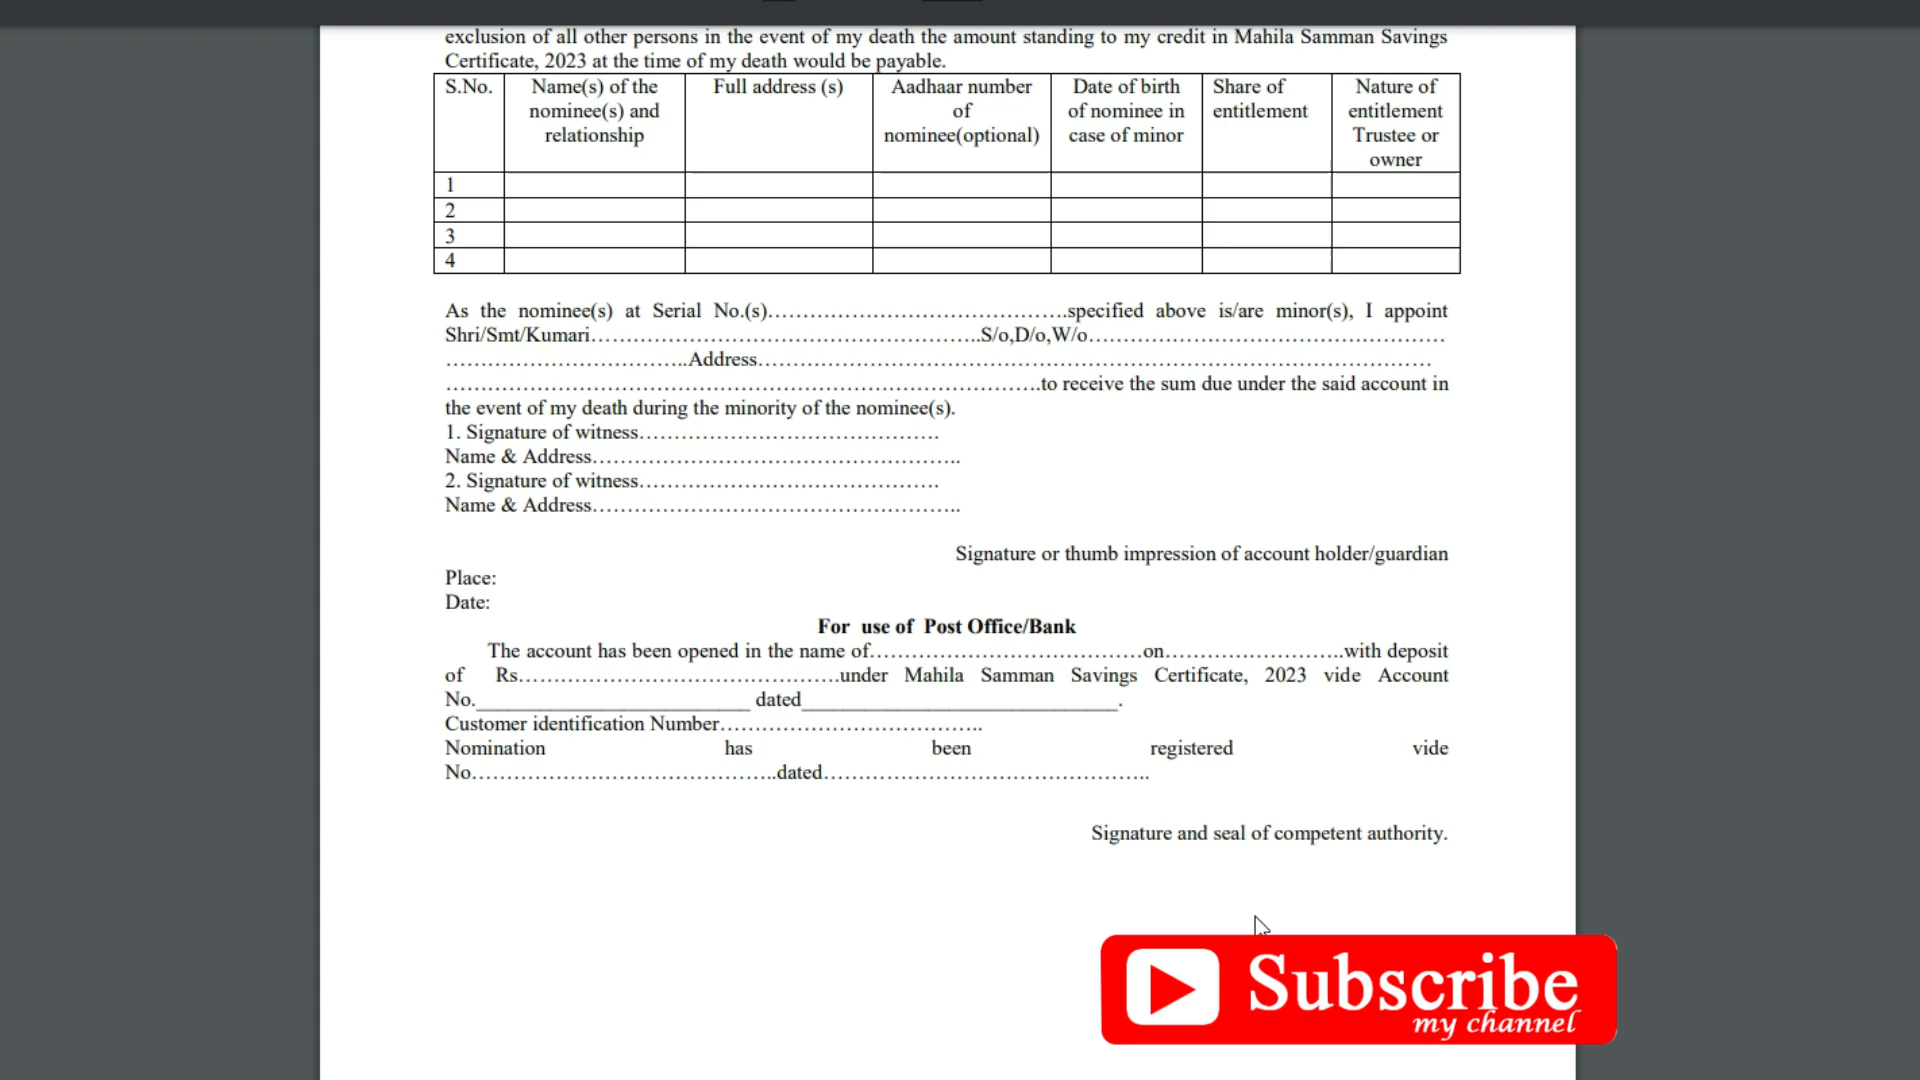 exclusion of all other persons in the event of my death the amount standing to my credit in Mahila Samman Savings
Certificate, 2023 at the time of my death would be payable.
S.No. Name(s) of the nominee(s) and relationship Full address (s) Aadhaar number of nominee(optional) Date of birth of nominee in case of minor Share of entitlement Nature of entitlement Trustee or owner
1
2
3
4
As the nominee(s) at Serial No.(s)…………………………………….specified above is/are minor(s), I appoint
Shri/Smt/Kumari………………………………………………..S/o,D/o,W/o……………………………………………
……………………………..Address……………………………………………………………………………………
………………………………………………………………………….to receive the sum due under the said account in
the event of my death during the minority of the nominee(s).
1. Signature of witness…………………………………….
Name & Address……………………………………………..
2. Signature of witness…………………………………….
Name & Address……………………………………………..
Signature or thumb impression of account holder/guardian
Place:
Date:
For use of Post Office/Bank
The account has been opened in the name of………………………………….on……………………..with deposit
of Rs……………………………………….under Mahila Samman Savings Certificate, 2023 vide Account
No.__________________________ dated______________________________.
Customer identification Number………………………………..
Nomination has been registered vide
No……………………………………..dated………………………………………..
Signature and seal of competent authority.
Subscribe
my channel